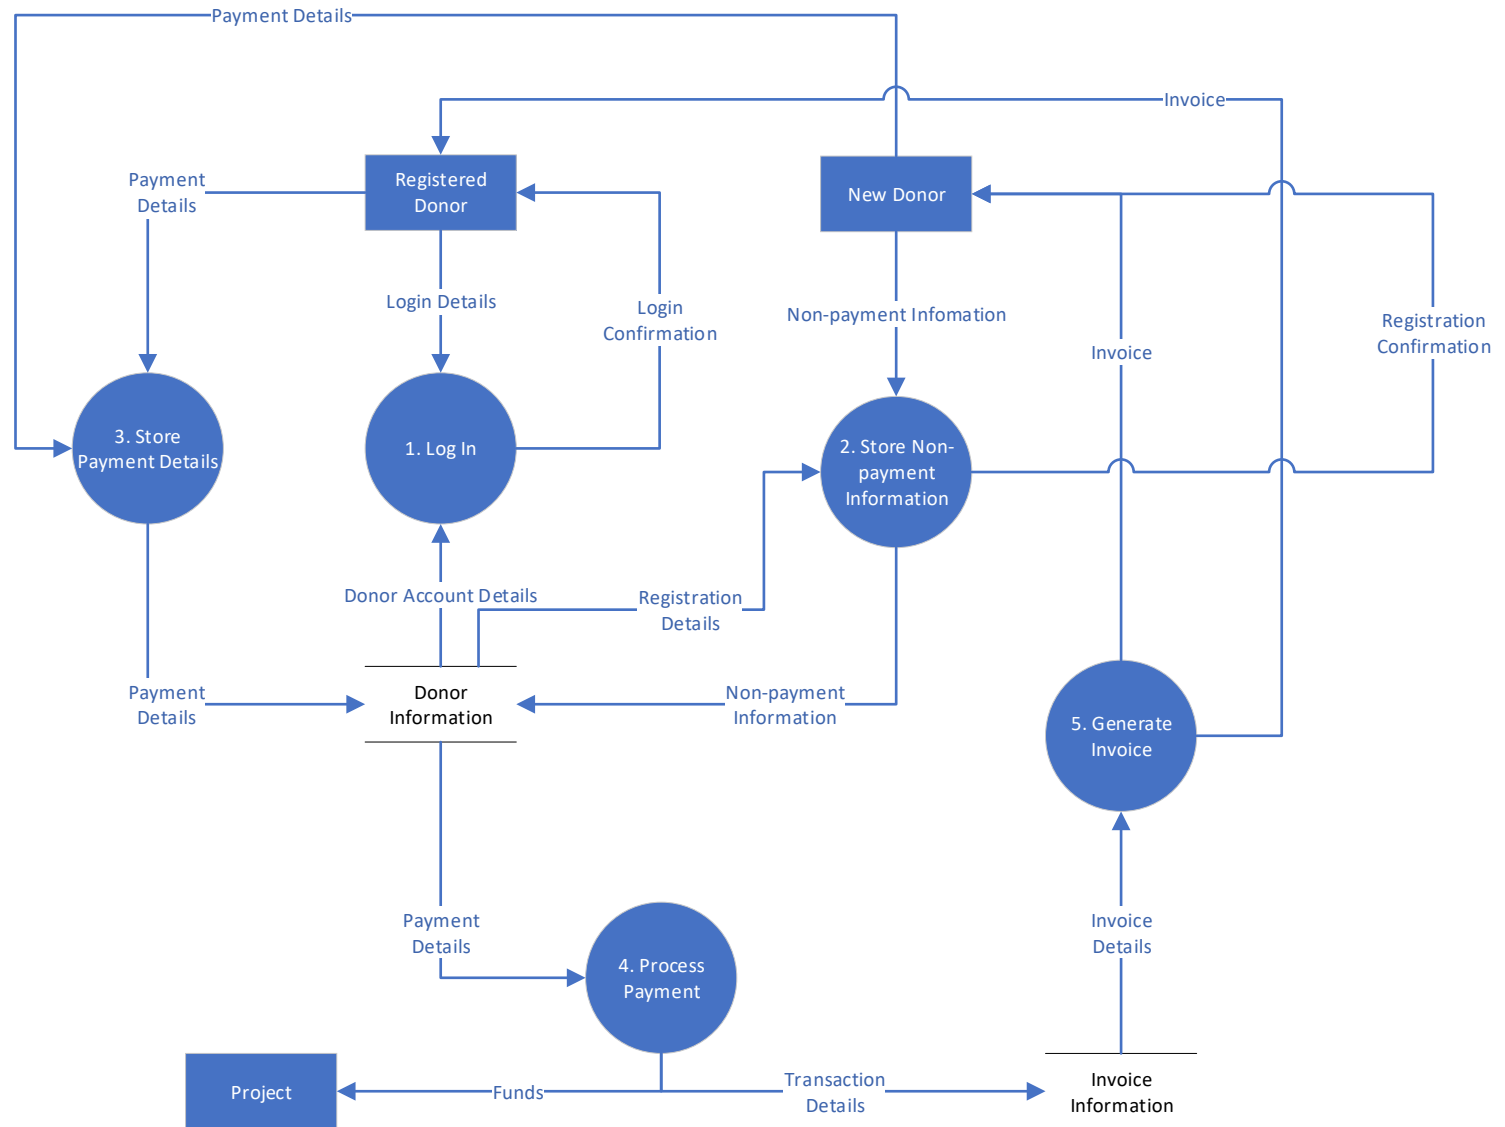 Payment Details
Invoice
Payment
Details
Registered
Donor
New Donor
Login Details
Login
Confirmation
Non-payment Infomation
Invoice
Registration
Confirmation
3. Store
Payment Details
1. Log In
2. Store Non-
payment
Information
Donor Account Details
Registration
Details
Payment
Details
Donor
Information
Non-payment
Information
5. Generate
Invoice
Payment
Details
4. Process
Payment
Invoice
Details
Project
Funds
Transaction
Details
Invoice
Information